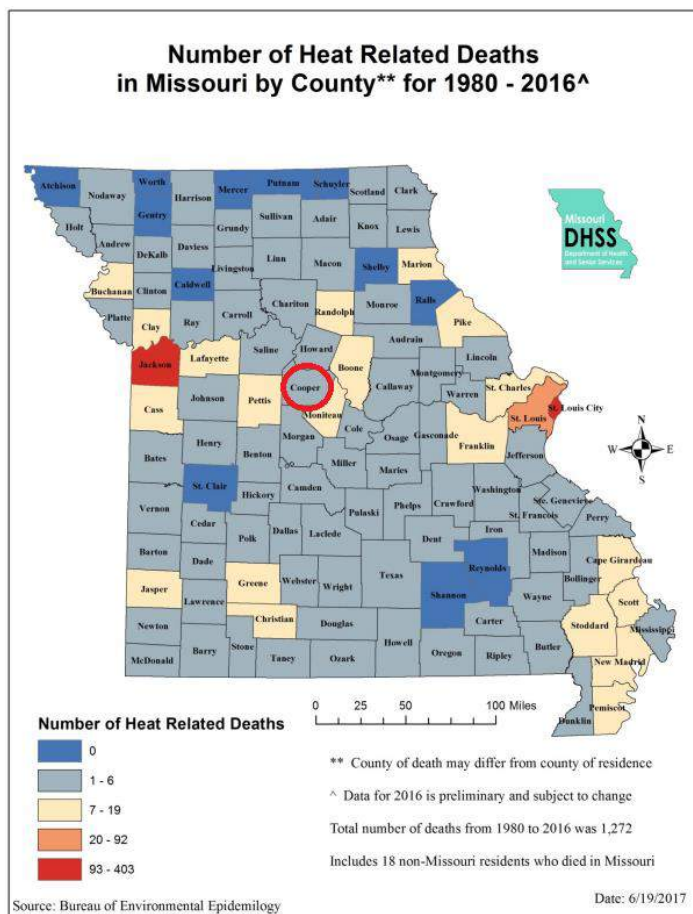 Number of Heat Related Deaths
in Missouri by County** for 1980 - 2016^
Missouri
DHSS
Department of Health
and Senior Services
Atchison
Nodaway
Worth
Gentry
Harrison
Mercer
Putnam
Schuyler
Scotland
Clark
Holt
Andrew
DeKalb
Daviess
Grundy
Sullivan
Adair
Knox
Lewis
Livingston
Linn
Macon
Shelby
Marion
Buchanan
Clinton
Caldwell
Chariton
Randolph
Monroe
Ralls
Platte
Clay
Ray
Carroll
Pike
Audrain
Jackson
Lafayette
Saline
Howard
Boone
Callaway
Montgomery
Lincoln
Warren
St. Charles
Cooper
Cass
Johnson
Pettis
Moniteau
Cole
St. Louis
St. Louis City
Henry
Morgan
Osage
Gasconade
Franklin
Jefferson
Bates
Benton
Miller
Maries
St. Clair
Hickory
Camden
Washington
Ste. Genevieve
Vernon
Pulaski
Phelps
Crawford
St. Francois
Perry
Cedar
Polk
Dallas
Laclede
Dent
Iron
Barton
Dade
Madison
Cape Girardeau
Reynolds
Bollinger
Jasper
Greene
Webster
Wright
Texas
Shannon
Wayne
Scott
Lawrence
Christian
Douglas
Stoddard
Mississippi
Newton
Howell
Carter
Butler
New Madrid
McDonald
Barry
Stone
Taney
Ozark
Oregon
Ripley
Pemiscot
Dunklin
N
W E
S
0 25 50 100 Miles
Number of Heat Related Deaths
0
1 - 6
7 - 19
20 - 92
93 - 403
** County of death may differ from county of residence
^ Data for 2016 is preliminary and subject to change
Total number of deaths from 1980 to 2016 was 1,272
Includes 18 non-Missouri residents who died in Missouri
Source: Bureau of Environmental Epidemilogy
Date: 6/19/2017